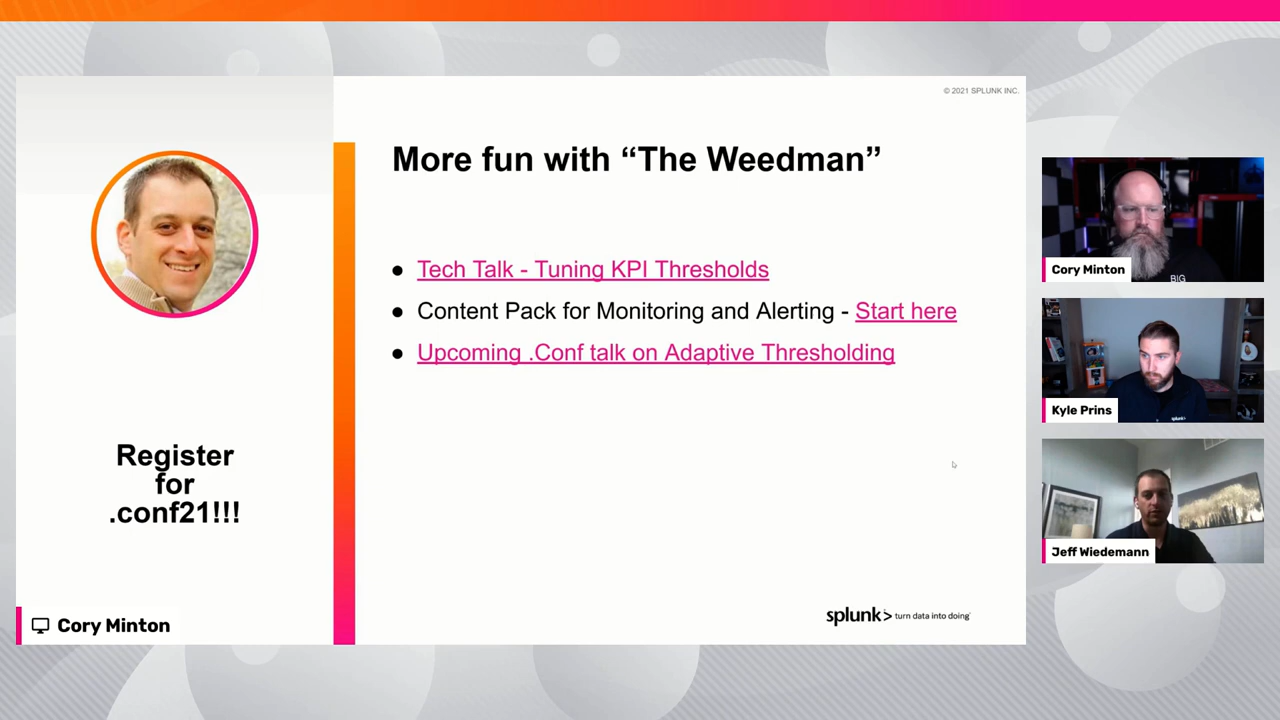 © 2021 SPLUNK INC.
More fun with “The Weedman”
● Tech Talk - Tuning KPI Thresholds
● Content Pack for Monitoring and Alerting - Start here
● Upcoming .Conf talk on Adaptive Thresholding
Register
for
.conf21!!!
splunk> turn data into doing
Cory Minton
BIG
Cory Minton
splunk>
Kyle Prins
Jeff Wiedemann